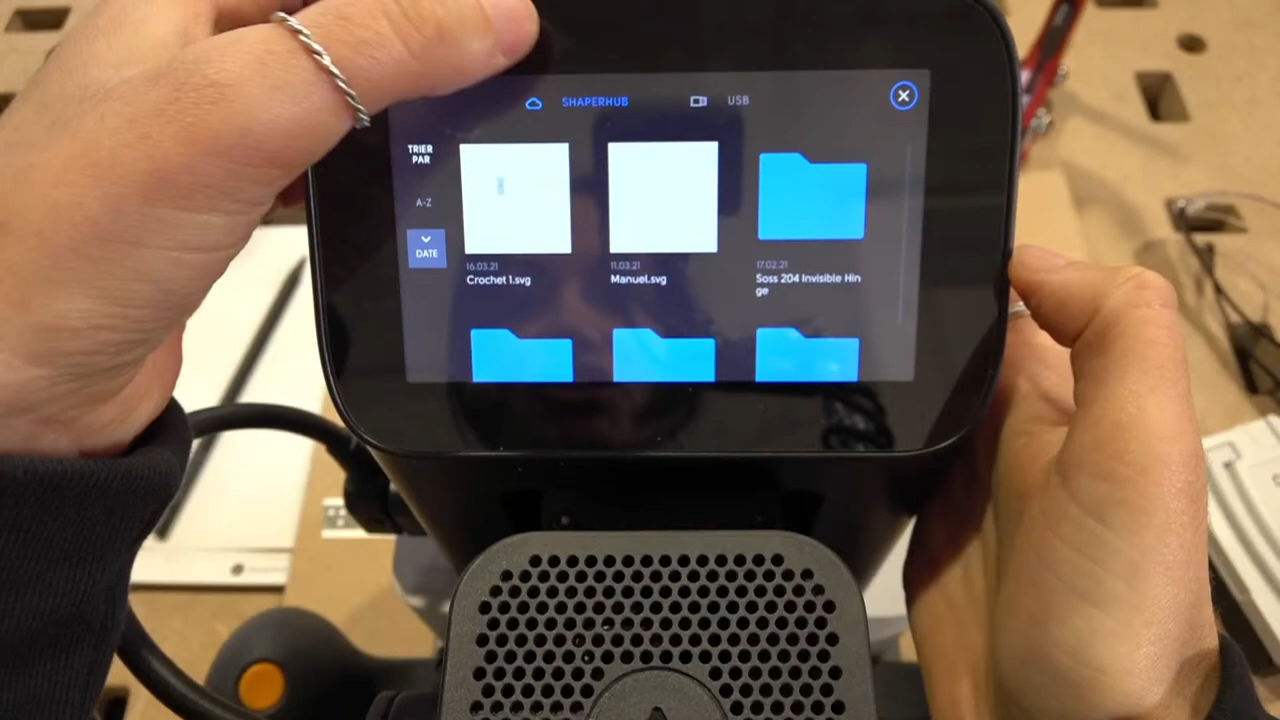 SHAPERHUB
USB
TRIER
PAR
A-Z
DATE
16.03.21
Crochet 1.svg
11.03.21
Manuel.svg
17.02.21
Soss 204 Invisible Hin
ge